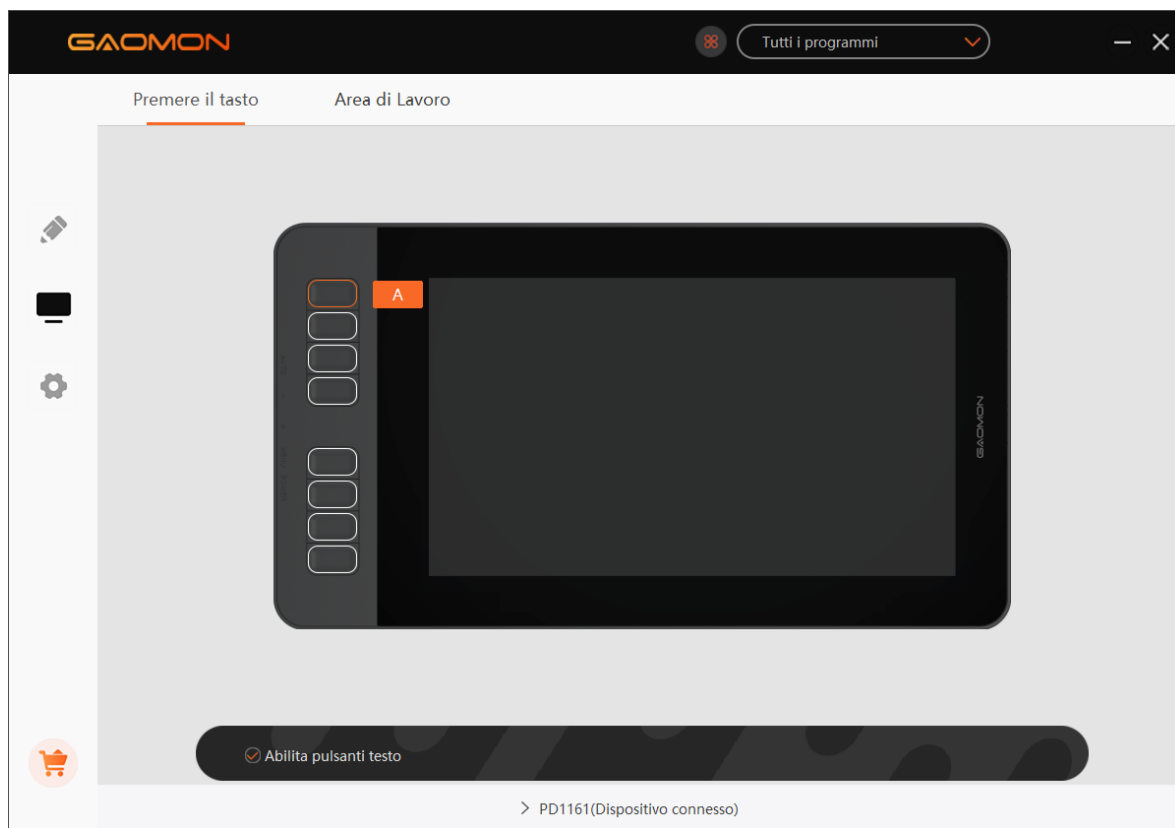 GAOMON
Tutti i programmi
Premere il tasto
Area di Lavoro
A
GAOMON
Abilita pulsanti testo
PD1161(Dispositivo connesso)